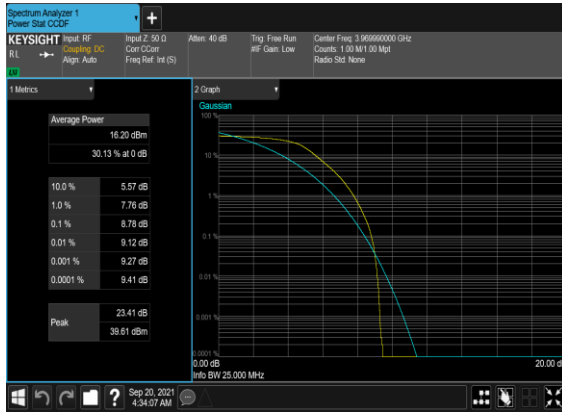 Spectrum Analyzer 1
Power Stat CCDF
KEYSIGHT
R L
Input: RF
Coupling: DC
Align: Auto
Input Z: 50 Ω
Corr CCorr
Freq Ref: Int (S)
Atten: 40 dB
Trig: Free Run
#IF Gain: Low
Center Freq: 3.969990000 GHz
Counts: 1.00 M/1.00 Mpt
Radio Std: None
1 Metrics
Average Power
16.20 dBm
30.13 % at 0 dB
10.0 % 5.57 dB
1.0 % 7.76 dB
0.1 % 8.78 dB
0.01 % 9.12 dB
0.001 % 9.27 dB
0.0001 % 9.41 dB
Peak
23.41 dB
39.61 dBm
2 Graph
Gaussian
100 %
10 %
1 %
0.1 %
0.01 %
0.001 %
0.0001 %
0.00 dB
20.00 d
Info BW 25.000 MHz
?
Sep 20, 2021
4:34:07 AM